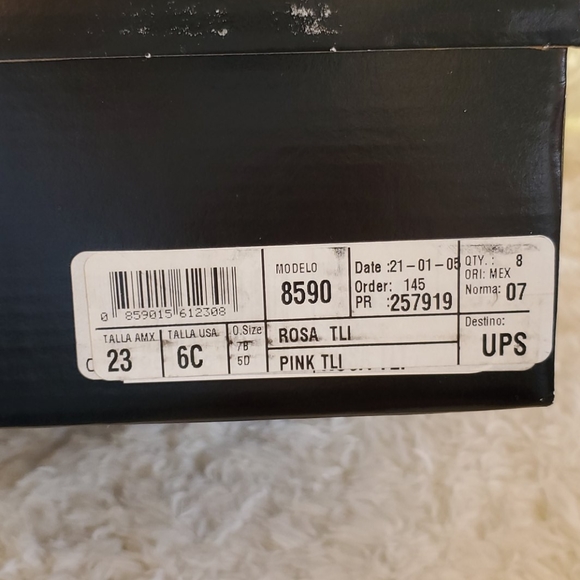 0 859015 612308
MODELO
8590
Date :21-01-05
Order: 145
PR :257919
QTY. : 8
ORI: MEX
Norma: 07
TALLA AMX.
23
TALLA USA.
6C
O.Size
7B
5D
ROSA TLI
PINK TLI
Destino:
UPS